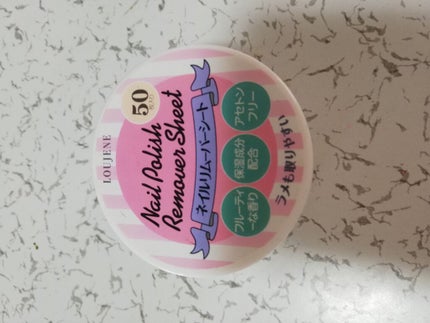 LOUJENE
50
Nail Polish
Remover Sheet
ネイルリムーバーシート
フルーティ
ーな香り
保湿成分
配合
アセトン
フリー
ラメも取りやすい